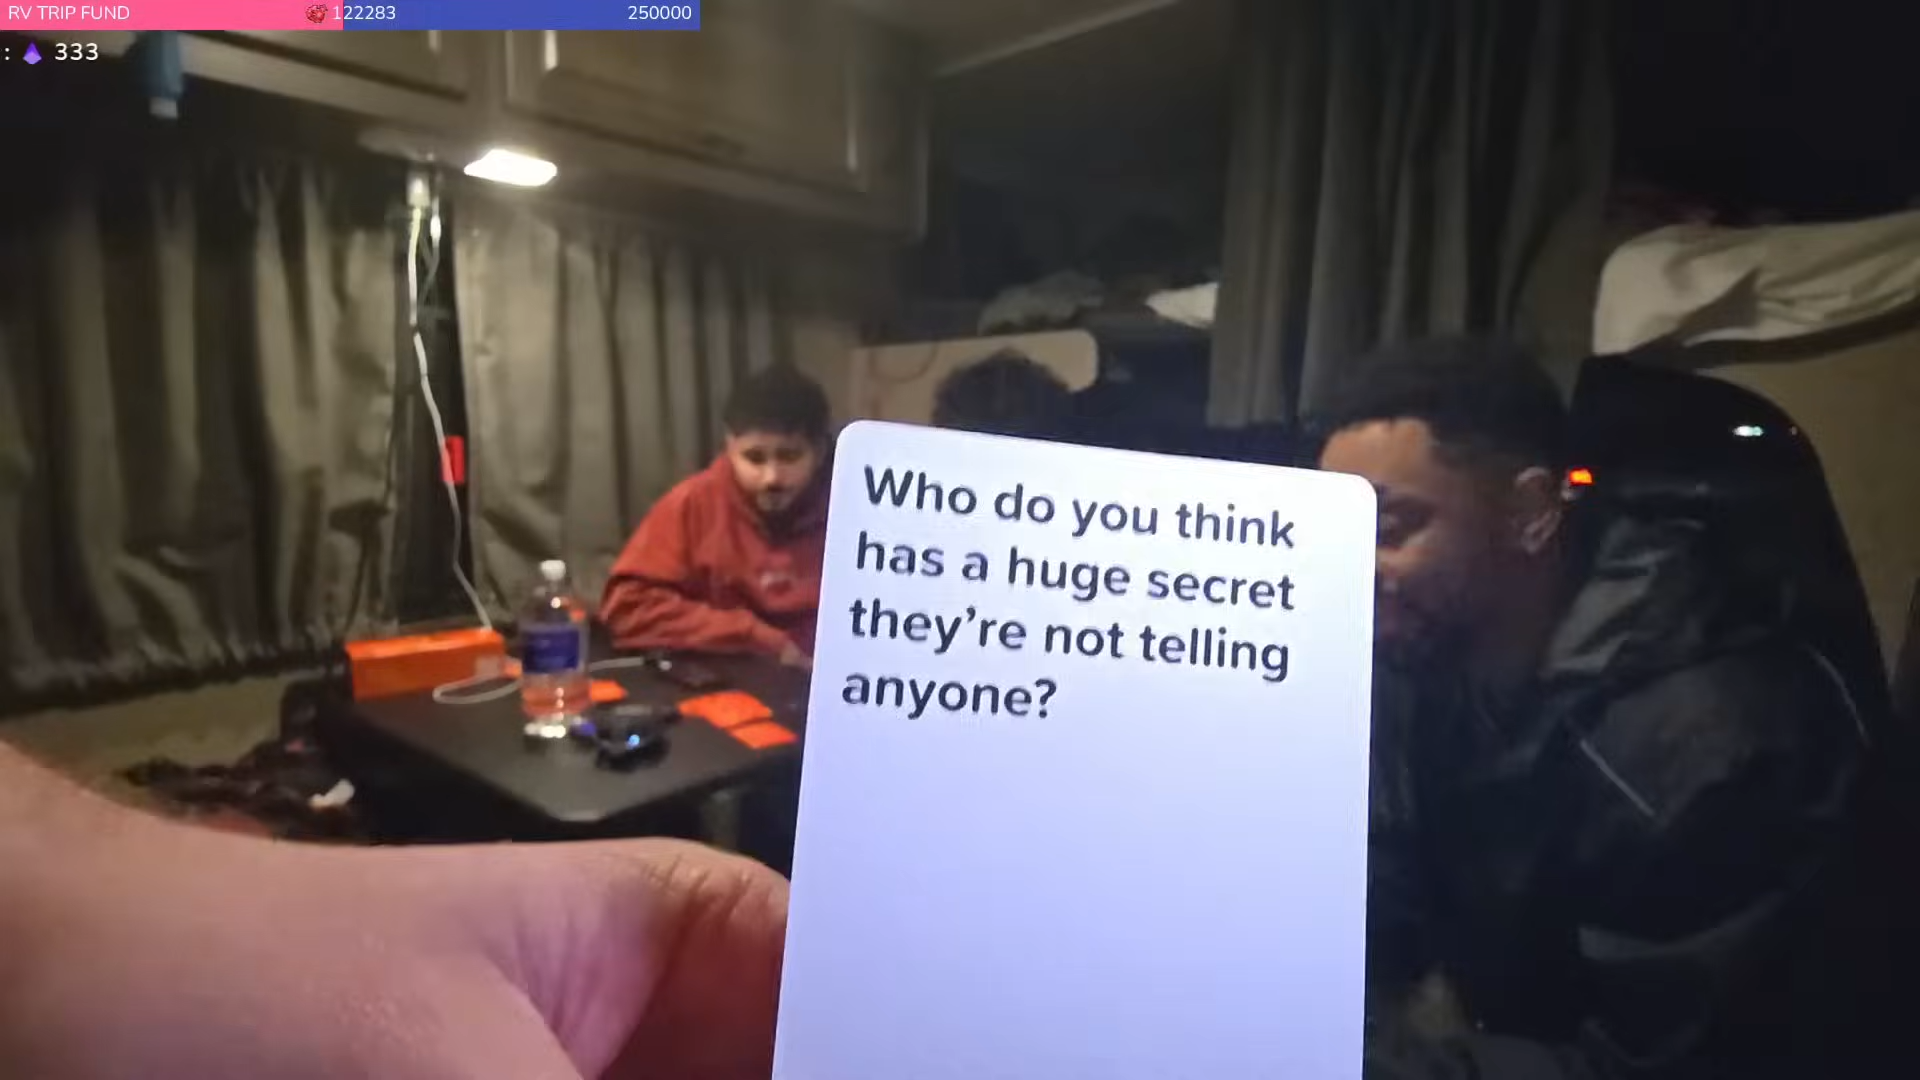 RV TRIP FUND 122283 250000
: 333
Who do you think
has a huge secret
they’re not telling
anyone?